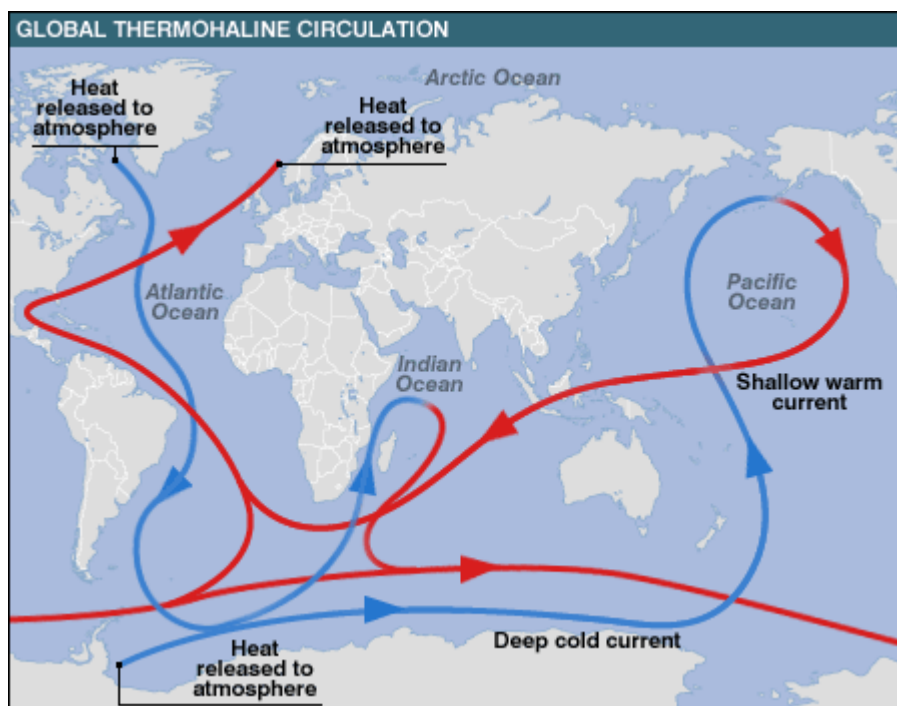 GLOBAL THERMOHALINE CIRCULATION
Heat
released to
atmosphere
Arctic Ocean
Heat
released to
atmosphere
Atlantic
Ocean
Pacific
Ocean
Indian
Ocean
Shallow warm
current
Deep cold current
Heat
released to
atmosphere